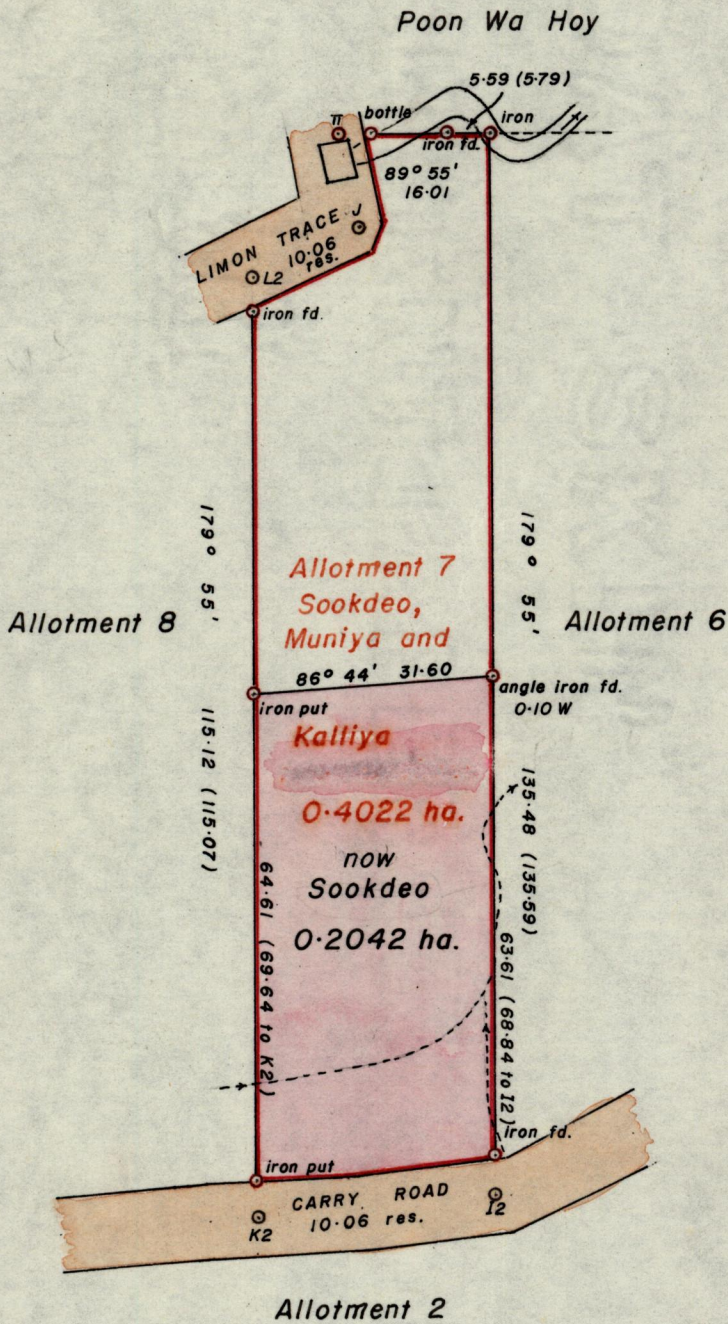 Poon Wa Hoy
5·59 (5·79)
π
bottle
iron
iron fd.
89° 55'
16·01
LIMON TRACE
10·06
res.
J
L2
iron fd.
179° 55'
179° 55'
Allotment 7
Sookdeo,
Muniya and
Allotment 8
Allotment 6
86° 44' 31·60
iron put
angle iron fd.
0·10 W
Kalliya
0·4022 ha.
now
Sookdeo
0·2042 ha.
115·12 (115·07)
135·48 (135·59)
64·61 (69·64 to K2)
63·61 (68·84 to I2)
iron fd.
iron put
CARRY ROAD
10·06 res.
K2
I2
Allotment 2